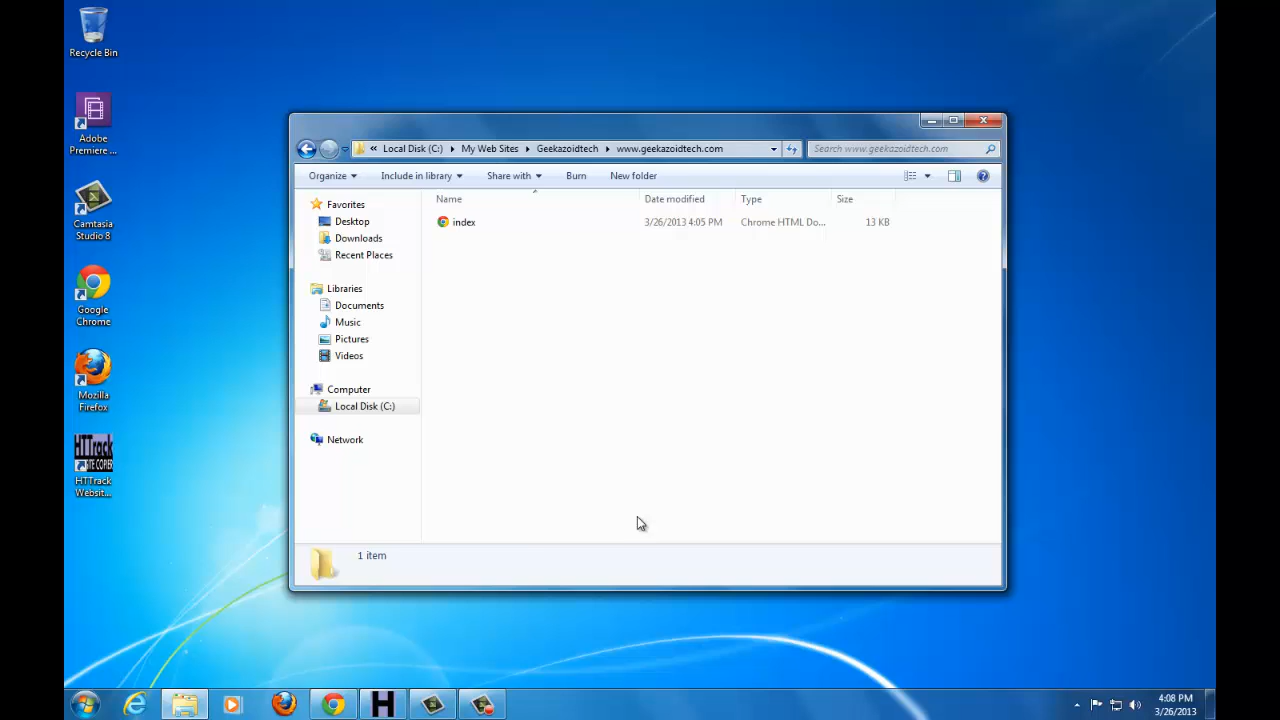 Recycle Bin
Adobe
Premiere ...
Camtasia
Studio 8
Google
Chrome
Mozilla
Firefox
HTTrack
SITE COPIER
HTTrack
Websit...
« Local Disk (C:) ▸ My Web Sites ▸ Geekazoidtech ▸ www.geekazoidtech.com
Search www.geekazoidtech.com
Organize Include in library Share with Burn New folder
Name Date modified Type Size
index 3/26/2013 4:05 PM Chrome HTML Do... 13 KB
Favorites
Desktop
Downloads
Recent Places
Libraries
Documents
Music
Pictures
Videos
Computer
Local Disk (C:)
Network
1 item
H
4:08 PM
3/26/2013